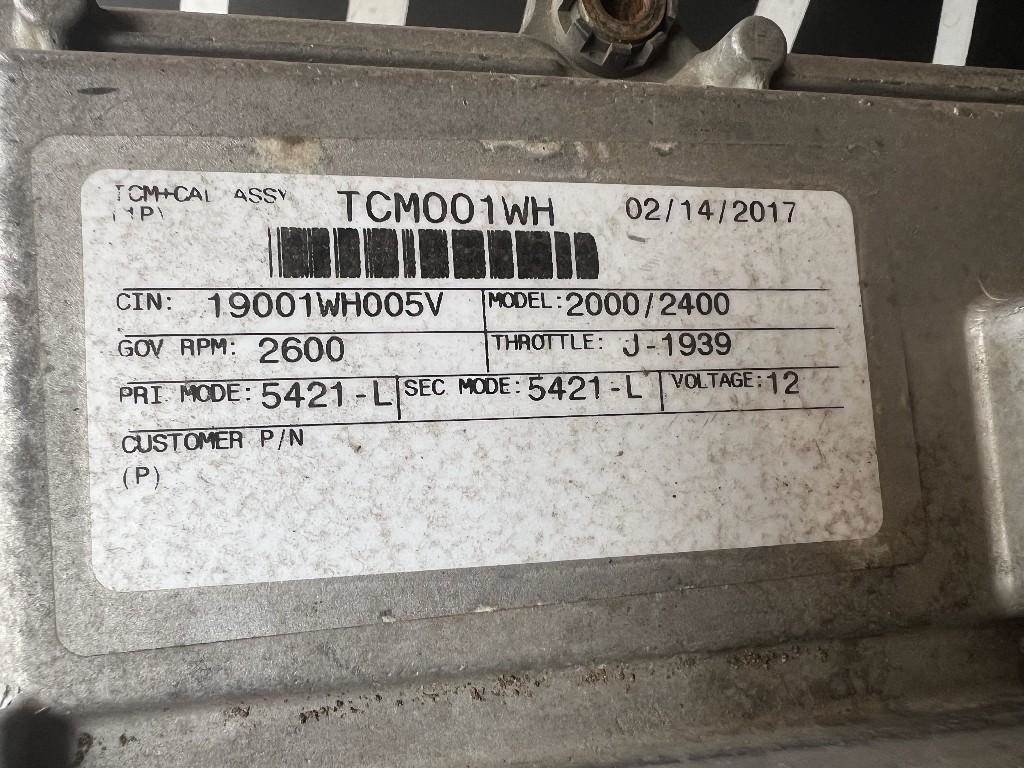 TCM+CAL ASSY TCM001WH 02/14/2017
(1P)
CIN: 19001WH005V MODEL: 2000/2400
GOV RPM: 2600 THROTTLE: J-1939
PRI MODE: 5421-L SEC MODE: 5421-L VOLTAGE: 12
CUSTOMER P/N
(P)